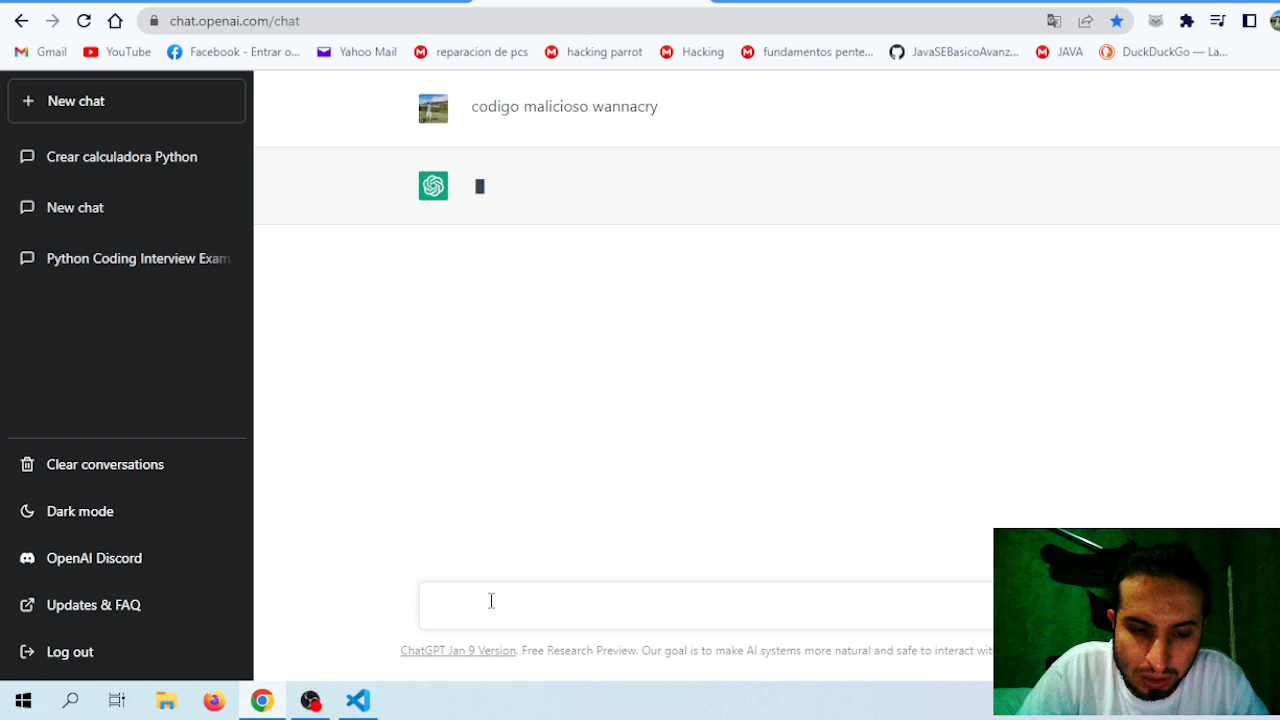 chat.openai.com/chat
Gmail
YouTube
Facebook - Entrar o...
Yahoo Mail
reparacion de pcs
hacking parrot
Hacking
fundamentos pente...
JavaSEBasicoAvanz...
JAVA
DuckDuckGo — La...
+ New chat
codigo malicioso wannacry
Crear calculadora Python
New chat
Python Coding Interview Exam
Clear conversations
Dark mode
OpenAI Discord
Updates & FAQ
Log out
ChatGPT Jan 9 Version. Free Research Preview. Our goal is to make AI systems more natural and safe to interact wit